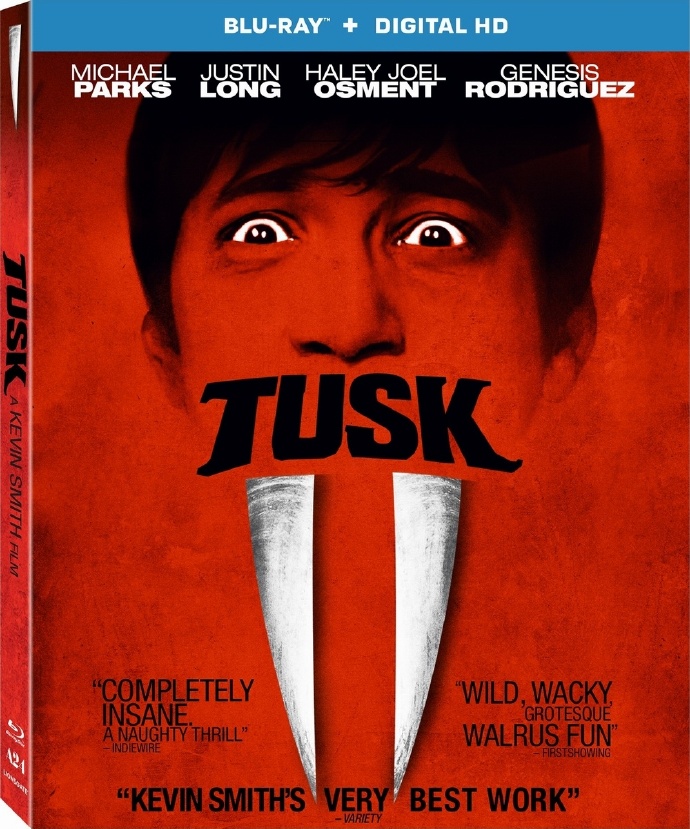 BLU-RAY™ + DIGITAL HD
MICHAEL PARKS
JUSTIN LONG
HALEY JOEL OSMENT
GENESIS RODRIGUEZ
TUSK
"COMPLETELY
INSANE.
A NAUGHTY THRILL"
– INDIEWIRE
"WILD, WACKY,
GROTESQUE
WALRUS FUN"
– FIRSTSHOWING
"KEVIN SMITH'S VERY BEST WORK"
– VARIETY
TUSK A KEVIN SMITH FILM
A24
LIONSGATE